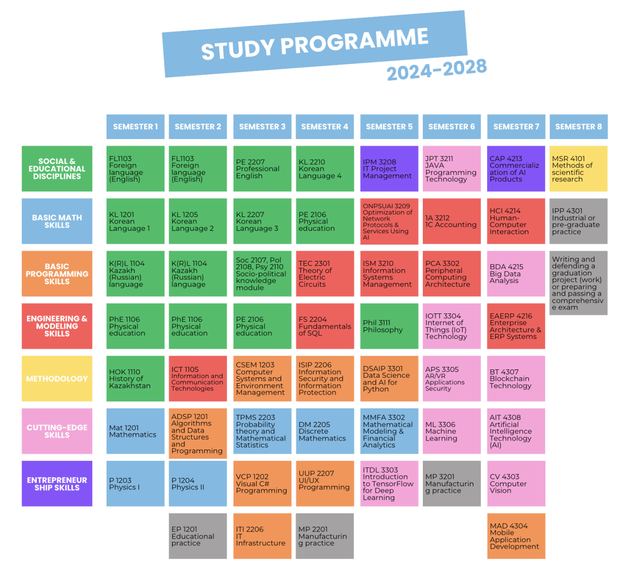 STUDY PROGRAMME
2024-2028
SEMESTER 1
SEMESTER 2
SEMESTER 3
SEMESTER 4
SEMESTER 5
SEMESTER 6
SEMESTER 7
SEMESTER 8
SOCIAL &
EDUCATIONAL
DISCIPLINES
FL1103
Foreign
language
(English)
FL1103
Foreign
language
(English)
PE 2207
Professional
English
KL 2210
Korean
Language 4
IPM 3208
IT Project
Management
JPT 3211
JAVA
Programming
Technology
CAP 4213
Commercializ
ation of AI
Products
MSR 4101
Methods of
scientific
research
BASIC MATH
SKILLS
KL 1201
Korean
Language 1
KL 1205
Korean
Language 2
KL 2207
Korean
Language 3
PE 2106
Physical
education
ONPSUAI 3209
Optimization of
Network
Protocols &
Services Using
AI
1A 3212
1C Accounting
HCI 4214
Human-
Computer
Interaction
IPP 4301
Industrial or
pre-graduate
practice
BASIC
PROGRAMMING
SKILLS
K(R)L 1104
Kazakh
(Russian)
language
K(R)L 1104
Kazakh
(Russian)
language
Soc 2107, Pol
2108, Psy 2110
Socio-political
knowledge
module
TEC 2301
Theory of
Electric
Circuits
ISM 3210
Information
Systems
Management
PCA 3302
Peripheral
Computing
Architecture
BDA 4215
Big Data
Analysis
Writing and
defending a
graduation
project (work)
or preparing
and passing a
comprehensiv
e exam
ENGINEERING &
MODELING
SKILLS
PhE 1106
Physical
education
PhE 1106
Physical
education
PE 2106
Physical
education
FS 2204
Fundamentals
of SQL
Phil 3111
Philosophy
IOTT 3304
Internet of
Things (IoT)
Technology
EAERP 4216
Enterprise
Architecture &
ERP Systems
METHODOLOGY
HOK 1110
History of
Kazakhstan
ICT 1105
Information and
Communication
Technologies
CSEM 1203
Computer
Systems and
Environment
Management
ISIP 2206
Information
Security and
Information
Protection
DSAIP 3301
Data Science
and AI for
Python
APS 3305
AR/VR
Applications
Security
BT 4307
Blockchain
Technology
CUTTING-EDGE
SKILLS
Mat 1201
Mathematics
ADSP 1201
Algorithms
and Data
Structures
and
Programming
TPMS 2203
Probability
theory and
Mathematical
Statistics
DM 2205
Discrete
Mathematics
MMFA 3302
Mathematical
Modeling &
Financial
Analytics
ML 3306
Machine
Learning
AIT 4308
Artificial
Intelligence
Technology
(AI)
ENTREPRENEUR
SHIP SKILLS
P 1203
Physics I
P 1204
Physics II
VCP 1202
Visual C#
Programming
UUP 2207
UI/UX
Programming
ITDL 3303
Introduction
to TensorFlow
for Deep
Learning
MP 3201
Manufacturin
g practice
CV 4303
Computer
Vision
EP 1201
Educational
practice
ITI 2206
IT
Infrastructure
MP 2201
Manufacturin
g practice
MAD 4304
Mobile
Application
Development